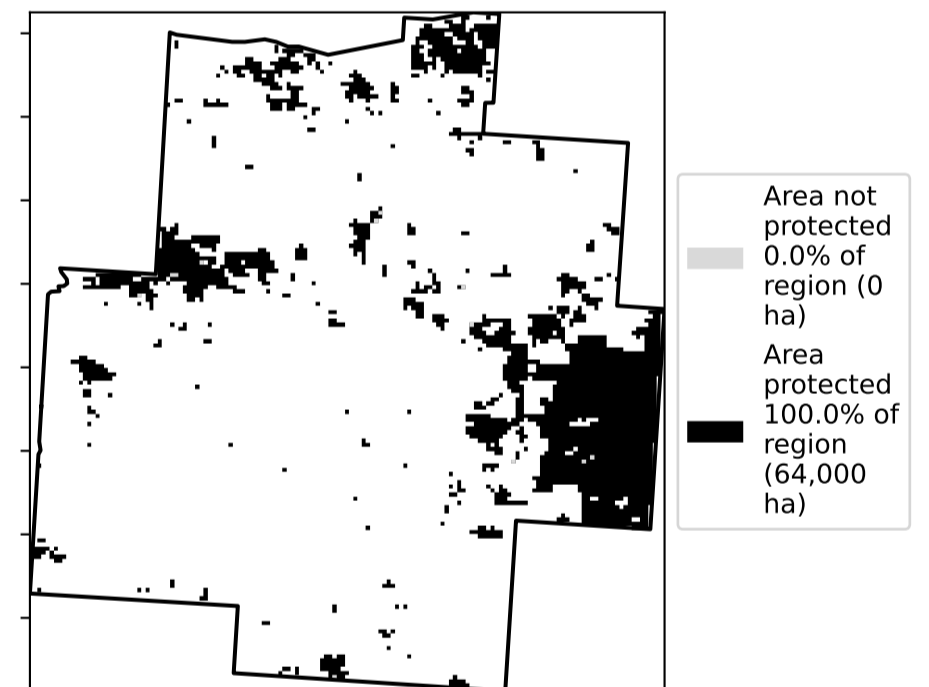 Area not
protected
0.0% of
region (0
ha)
Area
protected
100.0% of
region
(64,000
ha)